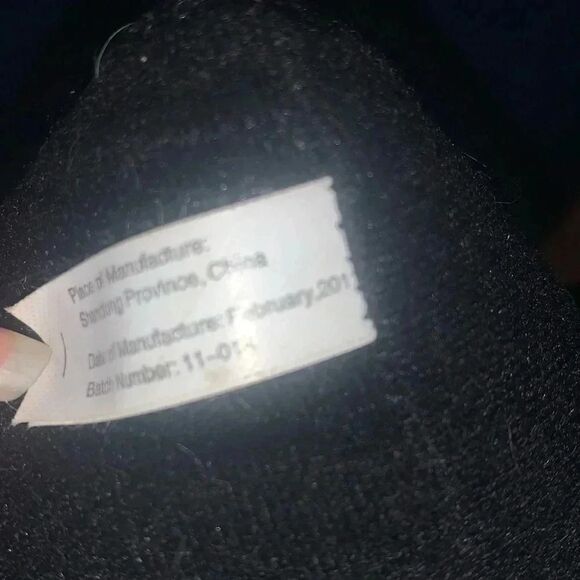 Place of Manufacture:
Shandong Province, China
Date of Manufacture: February,201
Batch Number: 11-01